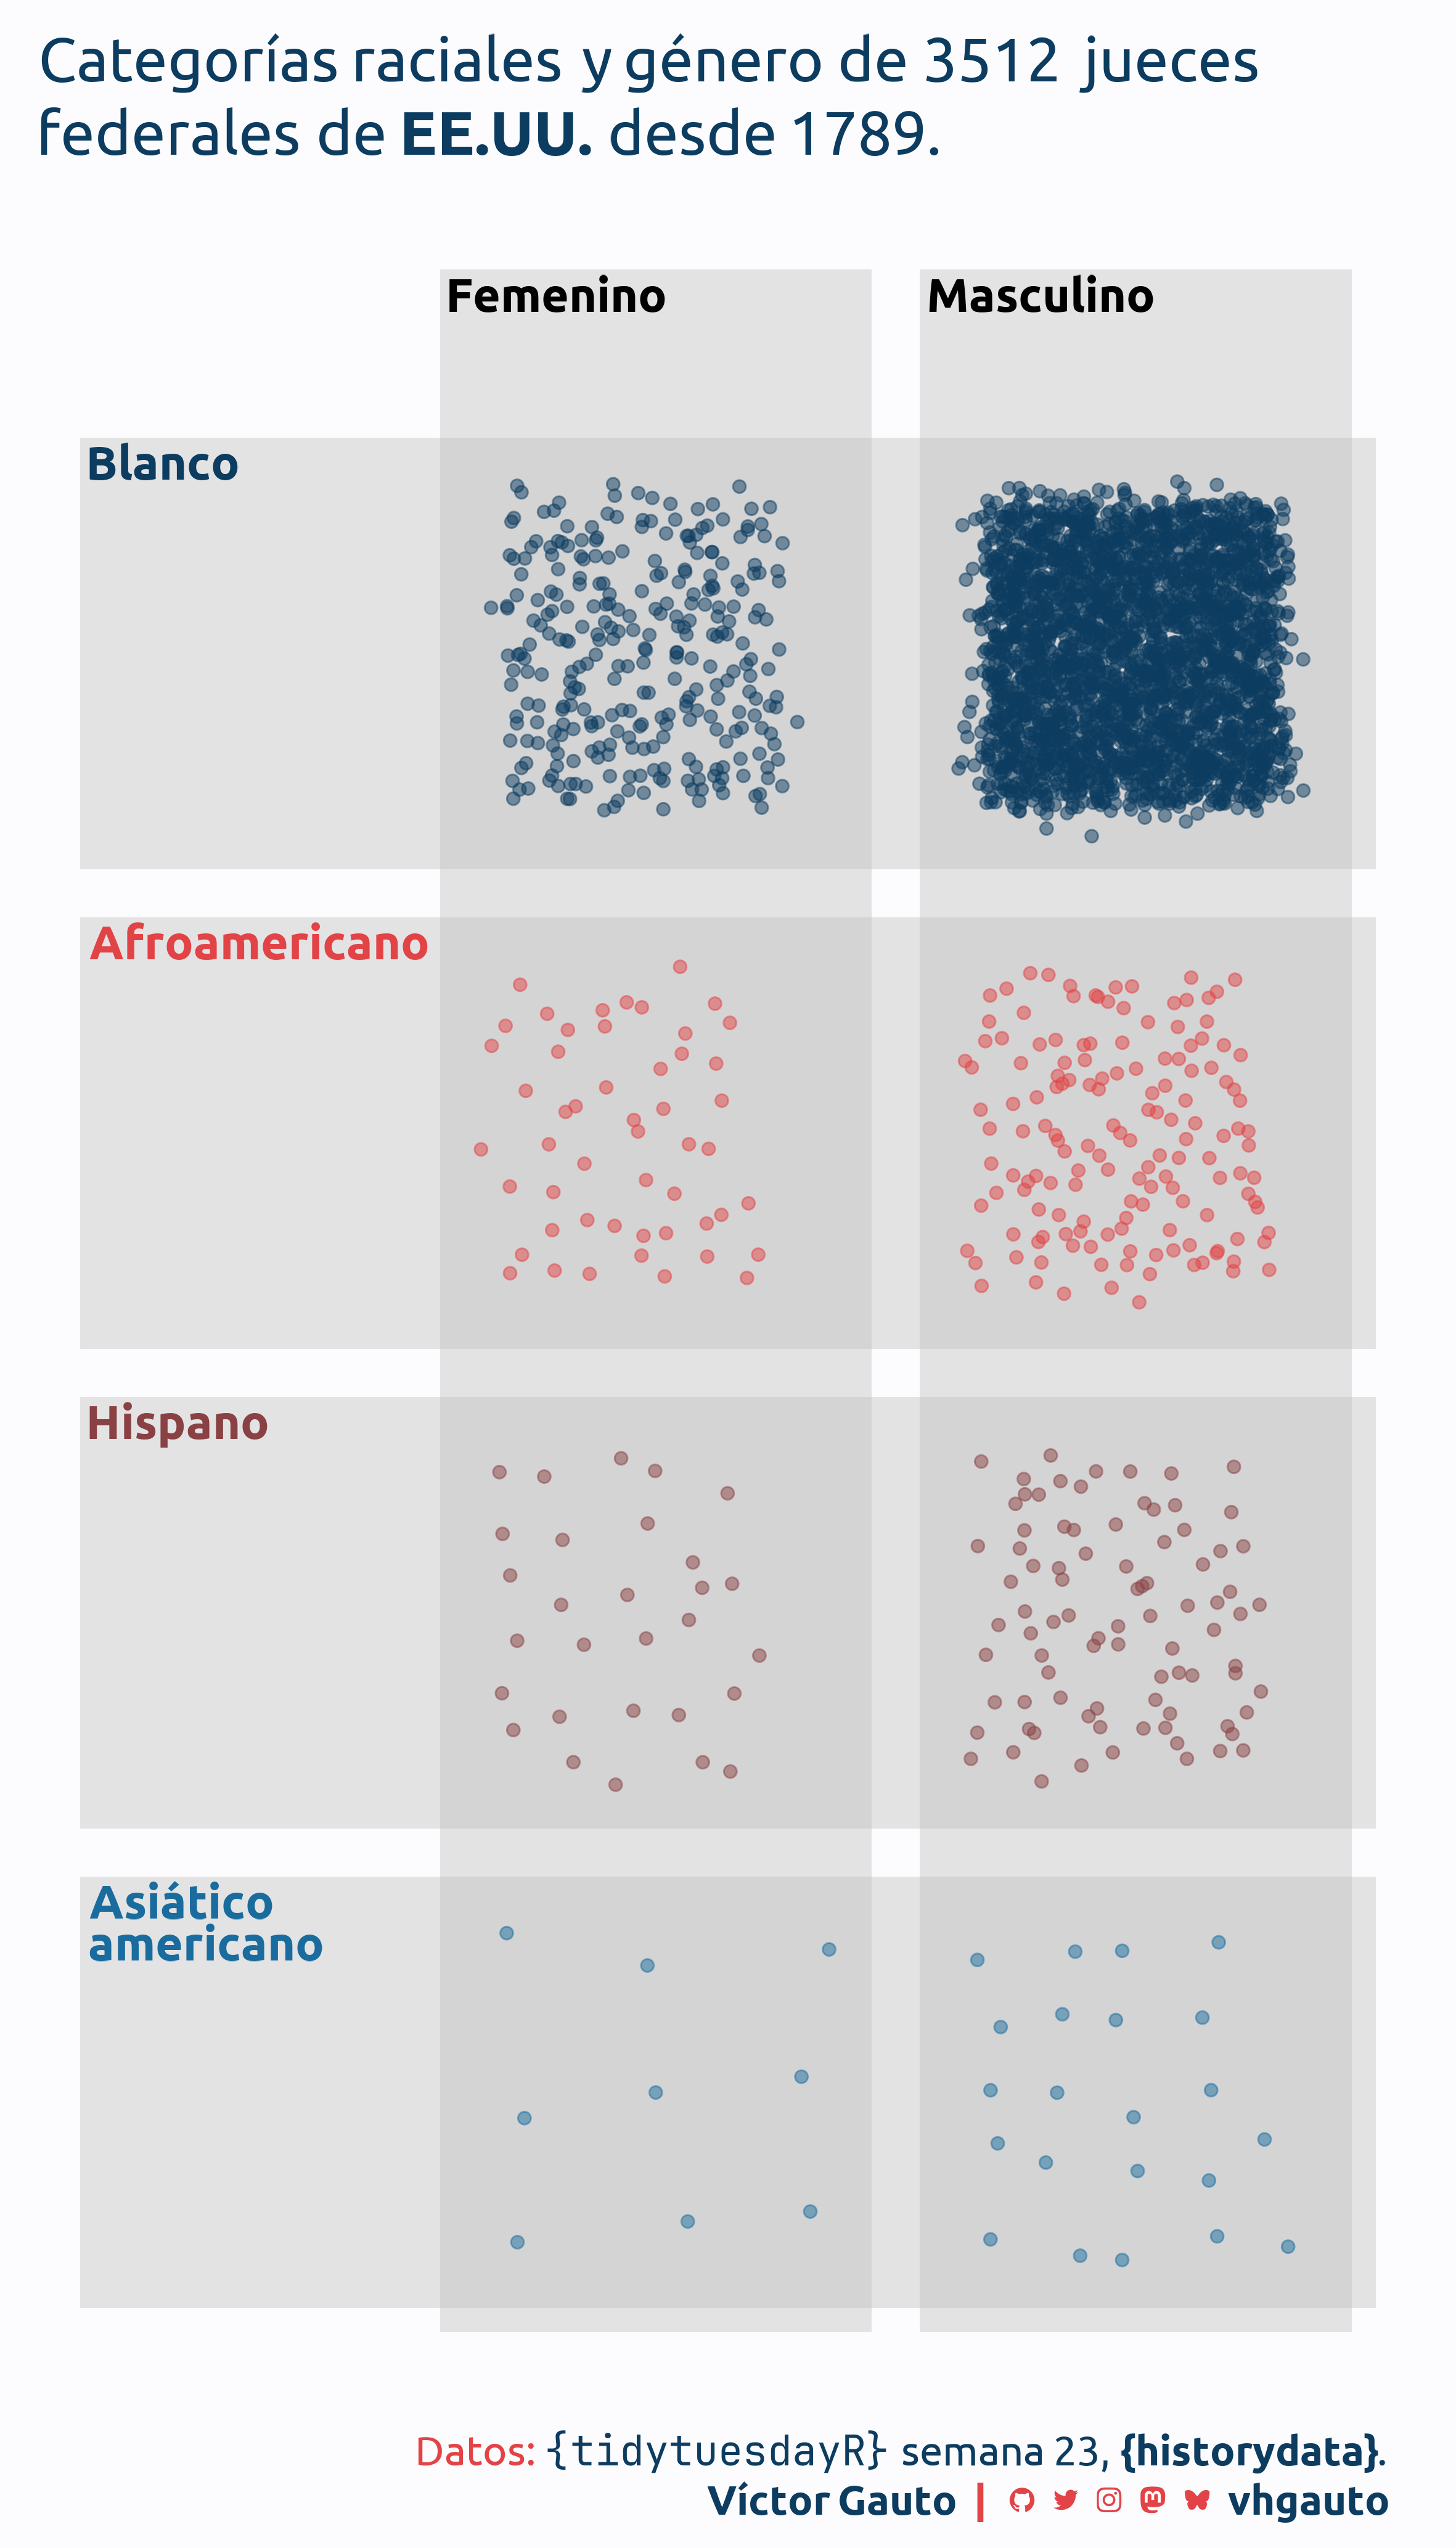 Categorías raciales y género de 3512 jueces
federales de EE.UU. desde 1789.
Femenino
Masculino
Blanco
Afroamericano
Hispano
Asiático
americano
Datos: {tidytuesdayR} semana 23, {historydata}.
Víctor Gauto | vhgauto